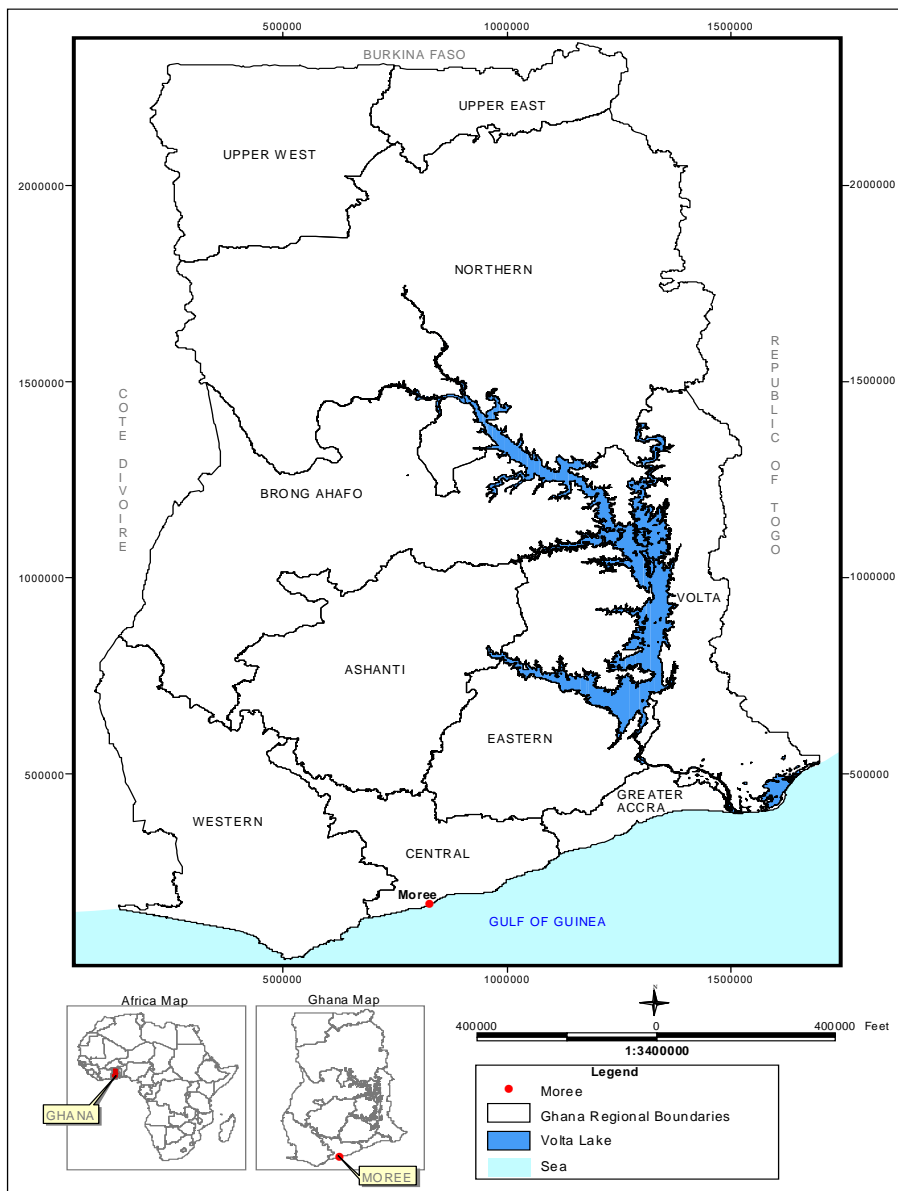 500000 1000000 1500000
BURKINA FASO
UPPER EAST
UPPER WEST
2000000 2000000
NORTHERN
REPUBLIC OF TOGO
1500000 1500000
COTE DIVOIRE
BRONG AHAFO
1000000 1000000
VOLTA
ASHANTI
EASTERN
500000 500000
GREATER
ACCRA
WESTERN
CENTRAL
Moree
GULF OF GUINEA
500000 1000000 1500000
Africa Map
GHANA
Ghana Map
MOREE
N
400000 0 400000 Feet
1:3400000
Legend
Moree
Ghana Regional Boundaries
Volta Lake
Sea